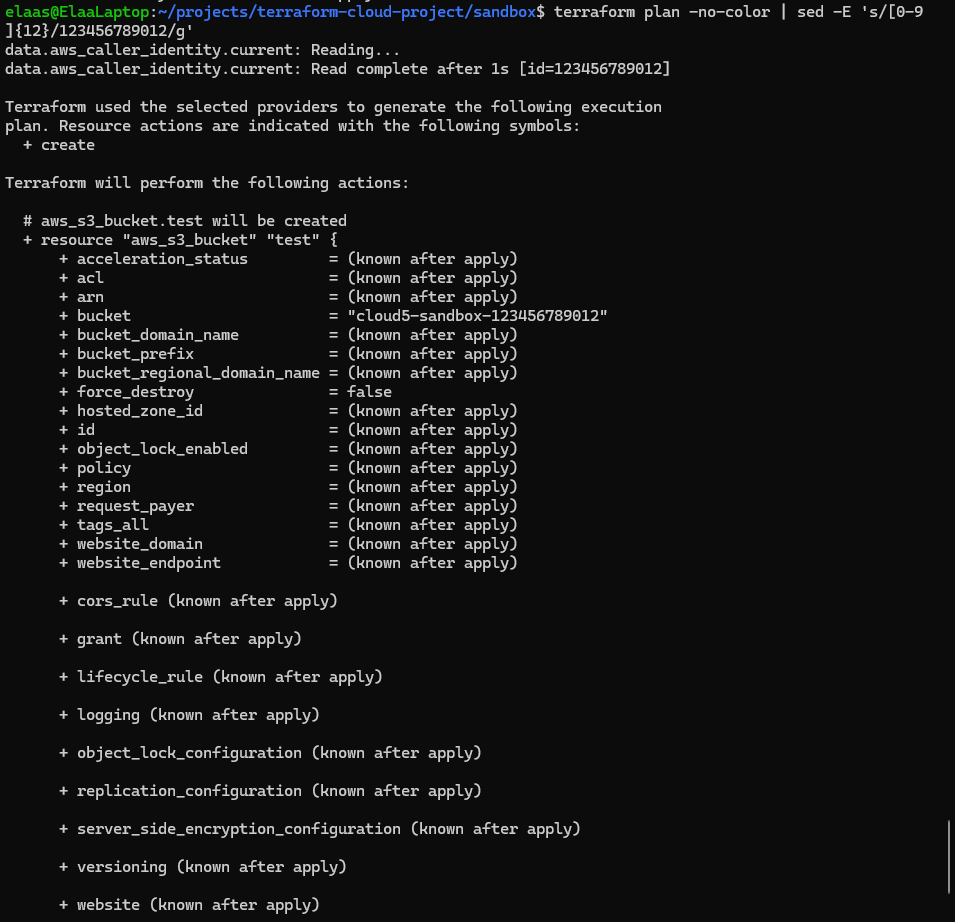 elaas@ElaaLaptop:~/projects/terraform-cloud-project/sandbox$ terraform plan -no-color | sed -E 's/[0-9
]{12}/123456789012/g'
data.aws_caller_identity.current: Reading...
data.aws_caller_identity.current: Read complete after 1s [id=123456789012]

Terraform used the selected providers to generate the following execution
plan. Resource actions are indicated with the following symbols:
  + create

Terraform will perform the following actions:

  # aws_s3_bucket.test will be created
  + resource "aws_s3_bucket" "test" {
      + acceleration_status         = (known after apply)
      + acl                         = (known after apply)
      + arn                         = (known after apply)
      + bucket                      = "cloud5-sandbox-123456789012"
      + bucket_domain_name          = (known after apply)
      + bucket_prefix               = (known after apply)
      + bucket_regional_domain_name = (known after apply)
      + force_destroy               = false
      + hosted_zone_id              = (known after apply)
      + id                          = (known after apply)
      + object_lock_enabled         = (known after apply)
      + policy                      = (known after apply)
      + region                      = (known after apply)
      + request_payer               = (known after apply)
      + tags_all                    = (known after apply)
      + website_domain              = (known after apply)
      + website_endpoint            = (known after apply)

      + cors_rule (known after apply)

      + grant (known after apply)

      + lifecycle_rule (known after apply)

      + logging (known after apply)

      + object_lock_configuration (known after apply)

      + replication_configuration (known after apply)

      + server_side_encryption_configuration (known after apply)

      + versioning (known after apply)

      + website (known after apply)